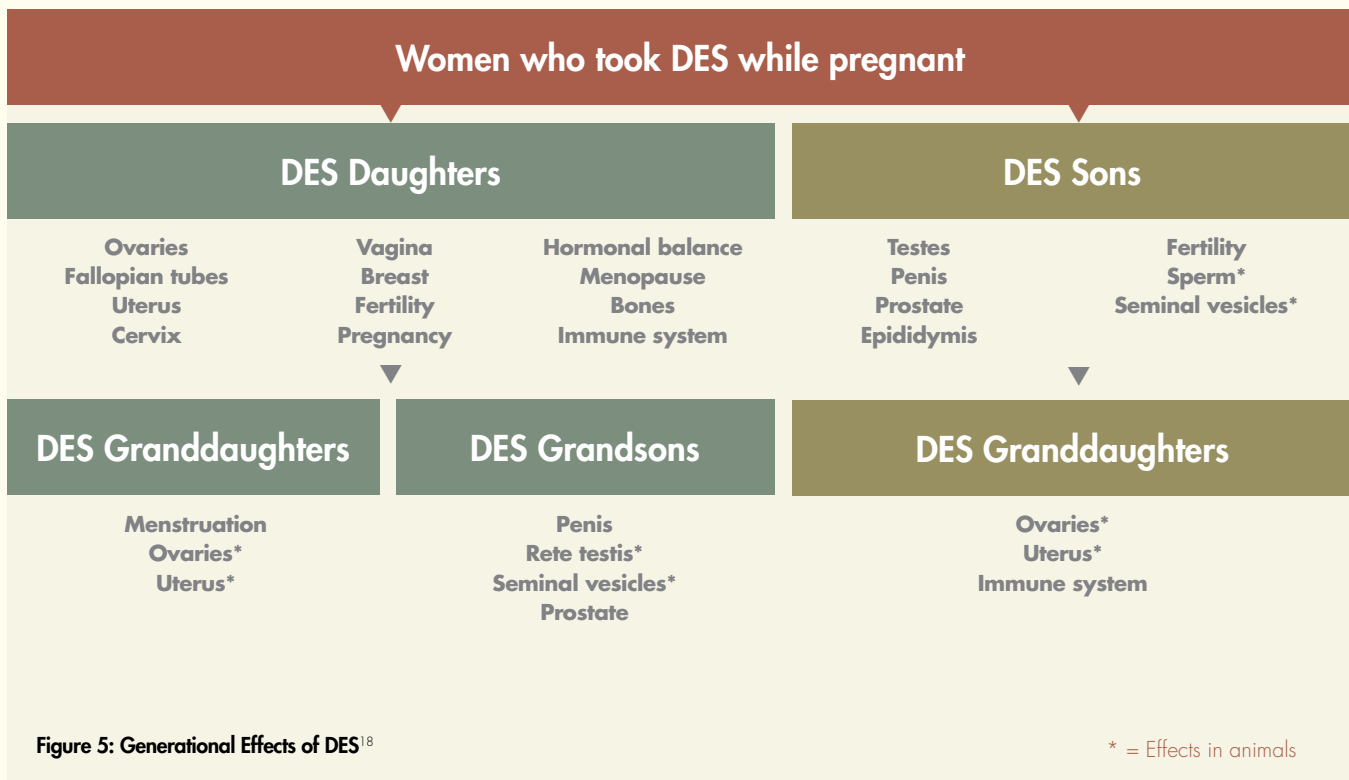 Women who took DES while pregnant
DES Daughters
Ovaries
Fallopian tubes
Uterus
Cervix
Vagina
Breast
Fertility
Pregnancy
Hormonal balance
Menopause
Bones
Immune system
DES Sons
Testes
Penis
Prostate
Epididymis
Fertility
Sperm*
Seminal vesicles*
DES Granddaughters
Menstruation
Ovaries*
Uterus*
DES Grandsons
Penis
Rete testis*
Seminal vesicles*
Prostate
DES Granddaughters
Ovaries*
Uterus*
Immune system
Figure 5: Generational Effects of DES18
* = Effects in animals